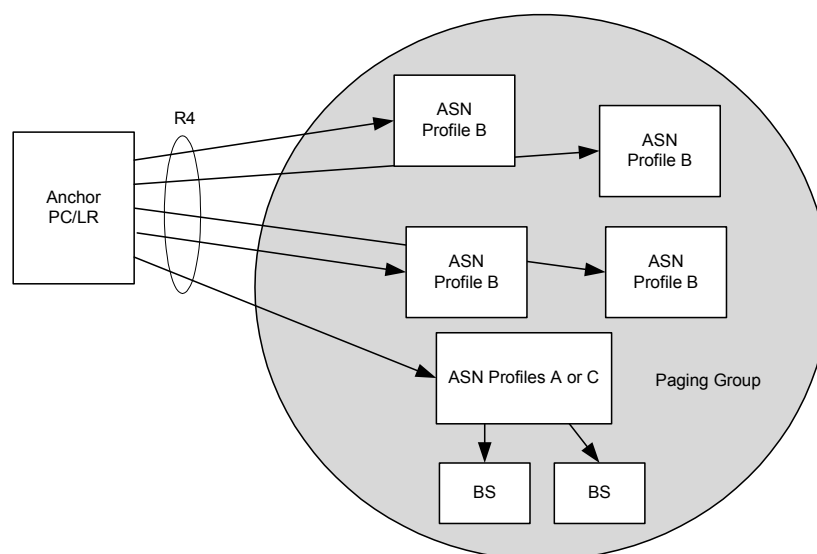 R4
Anchor
PC/LR
ASN
Profile B
ASN
Profile B
ASN
Profile B
ASN
Profile B
ASN Profiles A or C
Paging Group
BS
BS